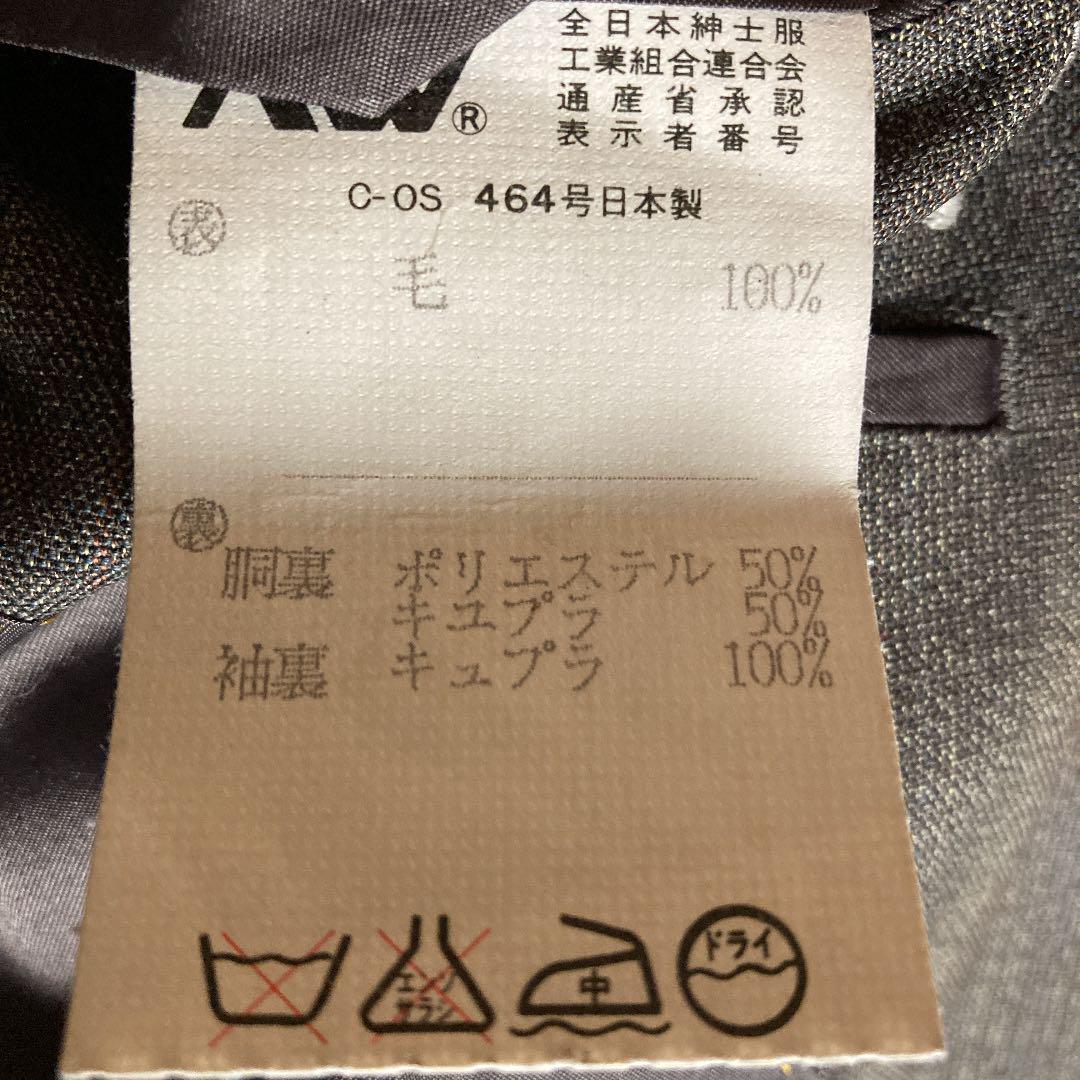 全日本紳士服
工業組合連合会
通産省承認
表示者番号
®
C-OS 464号日本製
表
毛 100%
裏
胴裏 ポリエステル 50%
キュプラ 50%
袖裏 キュプラ 100%
エンソ
サラシ
中
ドライ